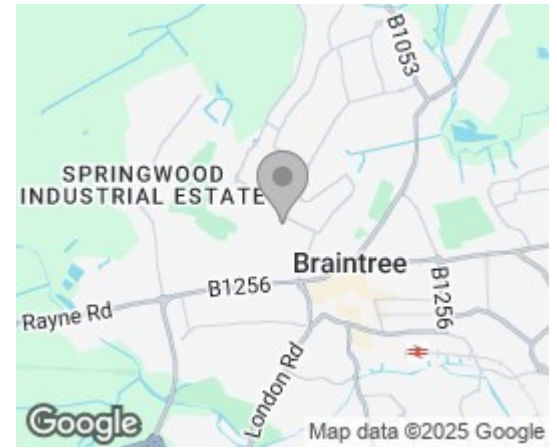 B1053
SPRINGWOOD
INDUSTRIAL ESTATE
Braintree
B1256
B1256
Rayne Rd
London Rd
Google
Map data ©2025 Google